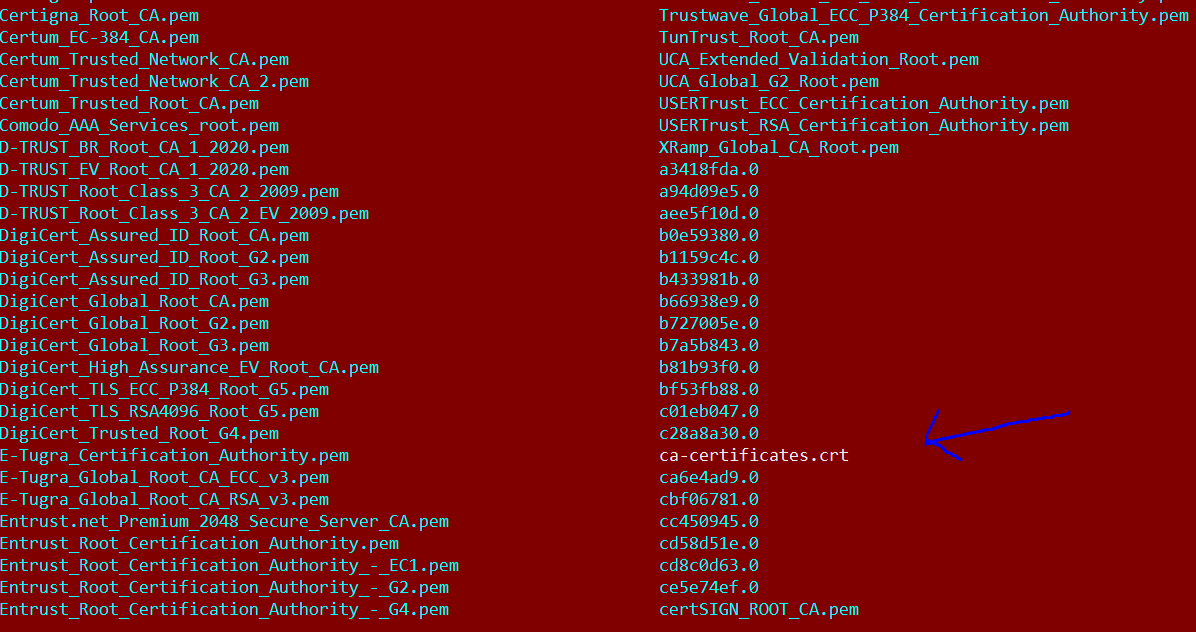 Certigna_Root_CA.pem
Certum_EC-384_CA.pem
Certum_Trusted_Network_CA.pem
Certum_Trusted_Network_CA_2.pem
Certum_Trusted_Root_CA.pem
Comodo_AAA_Services_root.pem
D-TRUST_BR_Root_CA_1_2020.pem
D-TRUST_EV_Root_CA_1_2020.pem
D-TRUST_Root_Class_3_CA_2_2009.pem
D-TRUST_Root_Class_3_CA_2_EV_2009.pem
DigiCert_Assured_ID_Root_CA.pem
DigiCert_Assured_ID_Root_G2.pem
DigiCert_Assured_ID_Root_G3.pem
DigiCert_Global_Root_CA.pem
DigiCert_Global_Root_G2.pem
DigiCert_Global_Root_G3.pem
DigiCert_High_Assurance_EV_Root_CA.pem
DigiCert_TLS_ECC_P384_Root_G5.pem
DigiCert_TLS_RSA4096_Root_G5.pem
DigiCert_Trusted_Root_G4.pem
E-Tugra_Certification_Authority.pem
E-Tugra_Global_Root_CA_ECC_v3.pem
E-Tugra_Global_Root_CA_RSA_v3.pem
Entrust.net_Premium_2048_Secure_Server_CA.pem
Entrust_Root_Certification_Authority.pem
Entrust_Root_Certification_Authority_-_EC1.pem
Entrust_Root_Certification_Authority_-_G2.pem
Entrust_Root_Certification_Authority_-_G4.pem
Trustwave_Global_ECC_P384_Certification_Authority.pem
TunTrust_Root_CA.pem
UCA_Extended_Validation_Root.pem
UCA_Global_G2_Root.pem
USERTrust_ECC_Certification_Authority.pem
USERTrust_RSA_Certification_Authority.pem
XRamp_Global_CA_Root.pem
a3418fda.0
a94d09e5.0
aee5f10d.0
b0e59380.0
b1159c4c.0
b433981b.0
b66938e9.0
b727005e.0
b7a5b843.0
b81b93f0.0
bf53fb88.0
c01eb047.0
c28a8a30.0
ca-certificates.crt
ca6e4ad9.0
cbf06781.0
cc450945.0
cd58d51e.0
cd8c0d63.0
ce5e74ef.0
certSIGN_ROOT_CA.pem